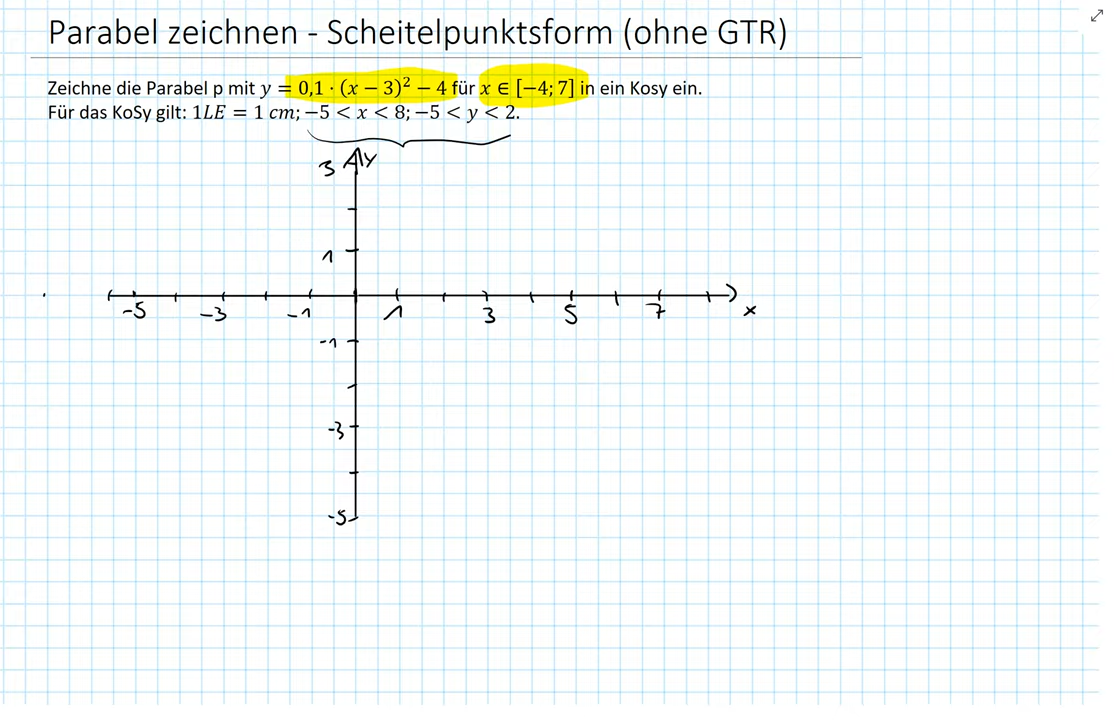 Parabel zeichnen - Scheitelpunktsform (ohne GTR)
Zeichne die Parabel p mit y = 0,1 · (x − 3)² − 4 für x ∈ [−4; 7] in ein Kosy ein.
Für das KoSy gilt: 1LE = 1 cm; −5 < x < 8; −5 < y < 2.
3 y
1
-5 -3 -1 1 3 5 7 x
-1
-3
-5